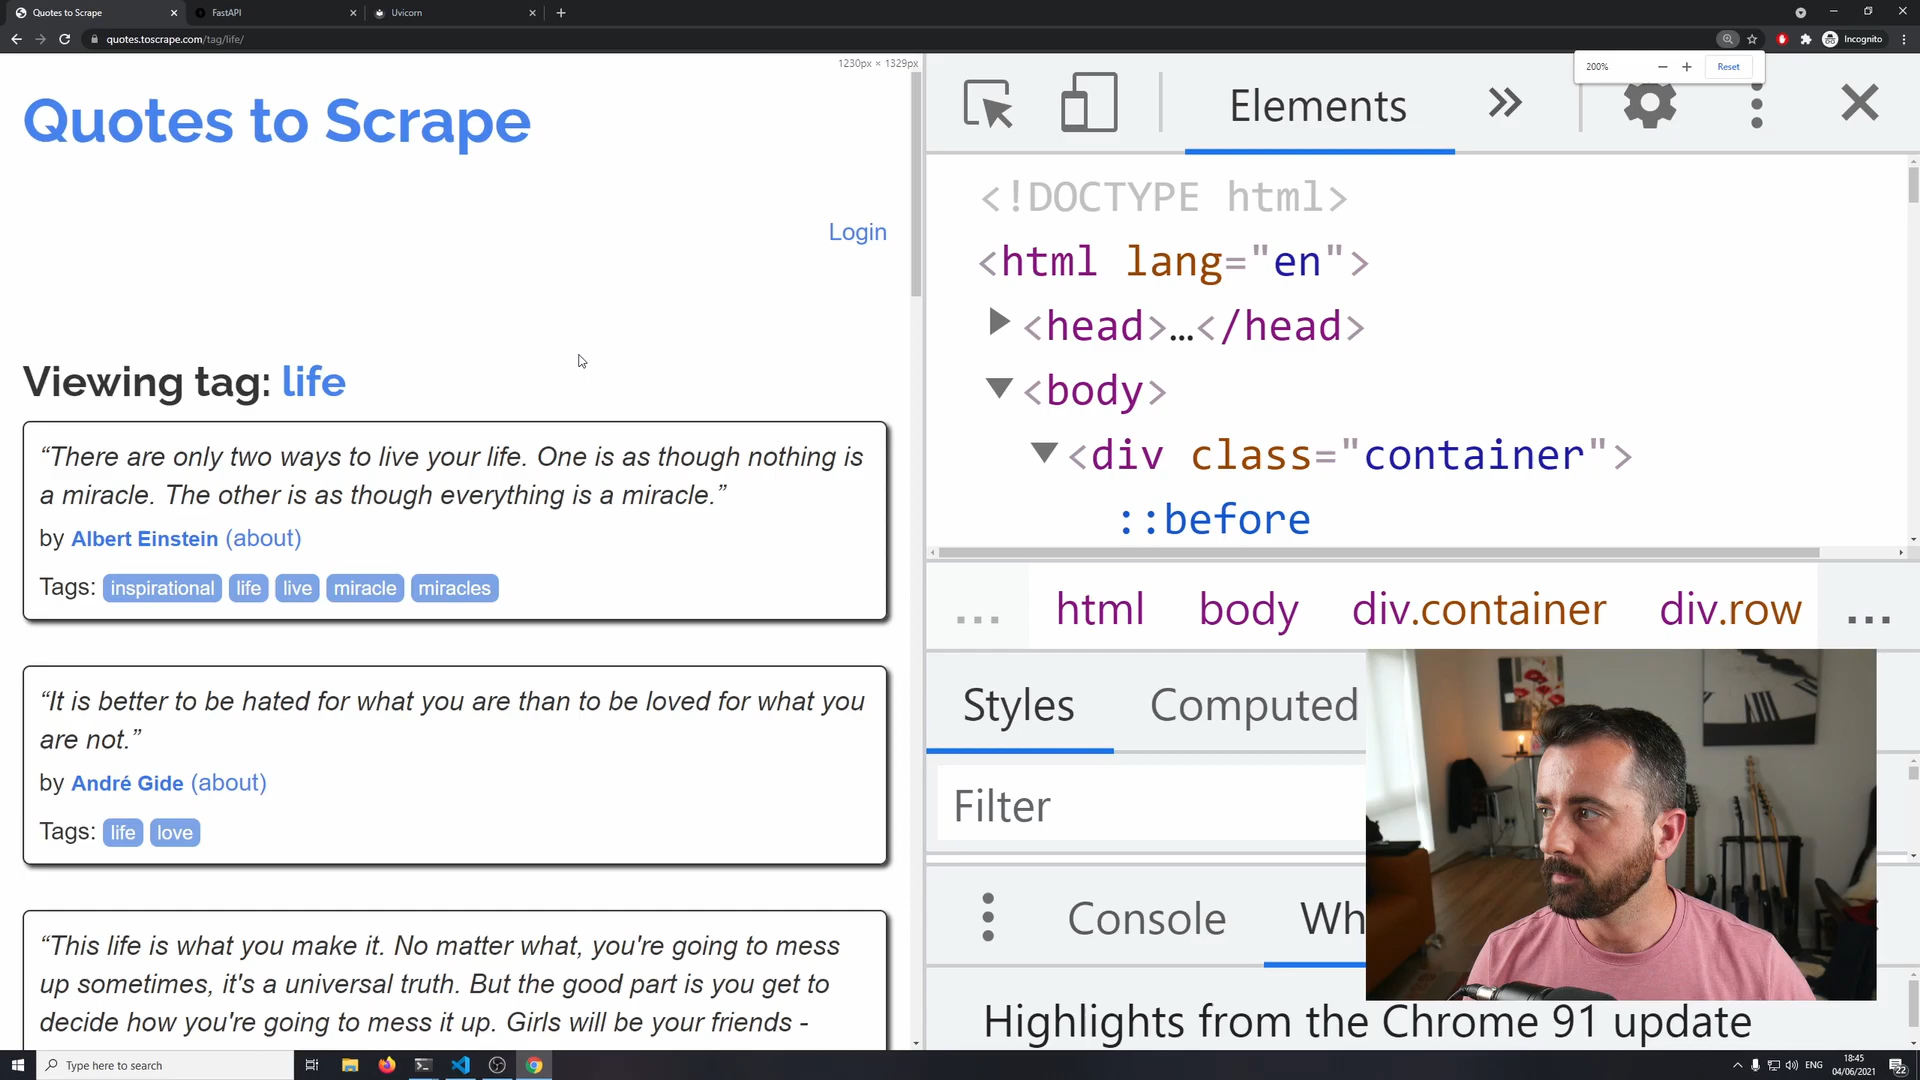 Quotes to Scrape
FastAPI
Uvicorn
quotes.toscrape.com/tag/life/
Incognito
200%
Reset
1230px × 1329px
Quotes to Scrape
Login
Viewing tag: life
“There are only two ways to live your life. One is as though nothing is
a miracle. The other is as though everything is a miracle.”
by Albert Einstein (about)
Tags: inspirational life live miracle miracles
“It is better to be hated for what you are than to be loved for what you
are not.”
by André Gide (about)
Tags: life love
“This life is what you make it. No matter what, you're going to mess
up sometimes, it's a universal truth. But the good part is you get to
decide how you're going to mess it up. Girls will be your friends -
Elements
<!DOCTYPE html>
<html lang="en">
<head>…</head>
<body>
<div class="container">
::before
... html body div.container div.row ...
Styles Computed
Filter
Console Wh
Highlights from the Chrome 91 update
Type here to search
ENG
18:45
04/06/2021
22